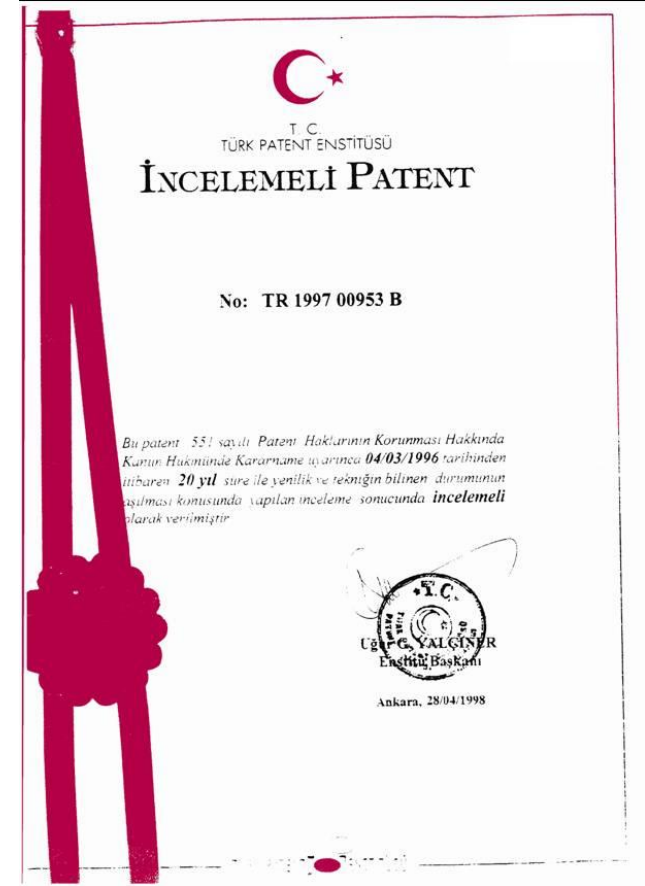 T. C.
TÜRK PATENT ENSTİTÜSÜ
İNCELEMELİ PATENT
No: TR 1997 00953 B
Bu patent 551 sayılı Patent Haklarının Korunması Hakkında
Kanun Hükmünde Kararname uyarınca 04/03/1996 tarihinden
itibaren 20 yıl süre ile yenilik ve tekniğin bilinen durumunun
aşılması konusunda yapılan inceleme sonucunda incelemeli
olarak verilmiştir
T.C.
Uğur G. YALÇINER
Enstitü Başkanı
Ankara, 28/04/1998